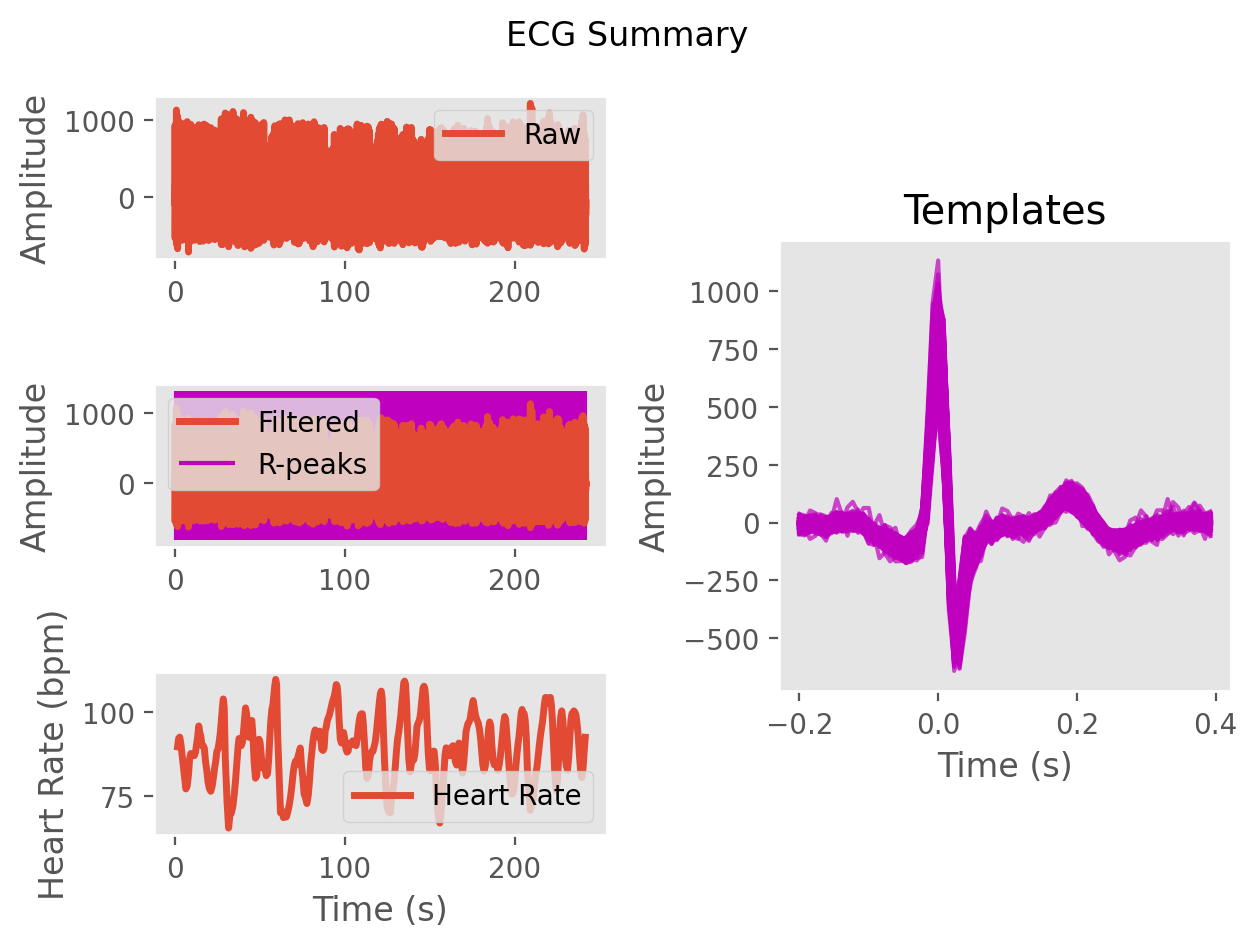 ECG Summary
Amplitude
1000
0
Raw
0 100 200
Amplitude
1000
0
Filtered
R-peaks
0 100 200
Heart Rate (bpm)
100
75
Heart Rate
0 100 200
Time (s)
Templates
Amplitude
1000
750
500
250
0
−250
−500
−0.2 0.0 0.2 0.4
Time (s)